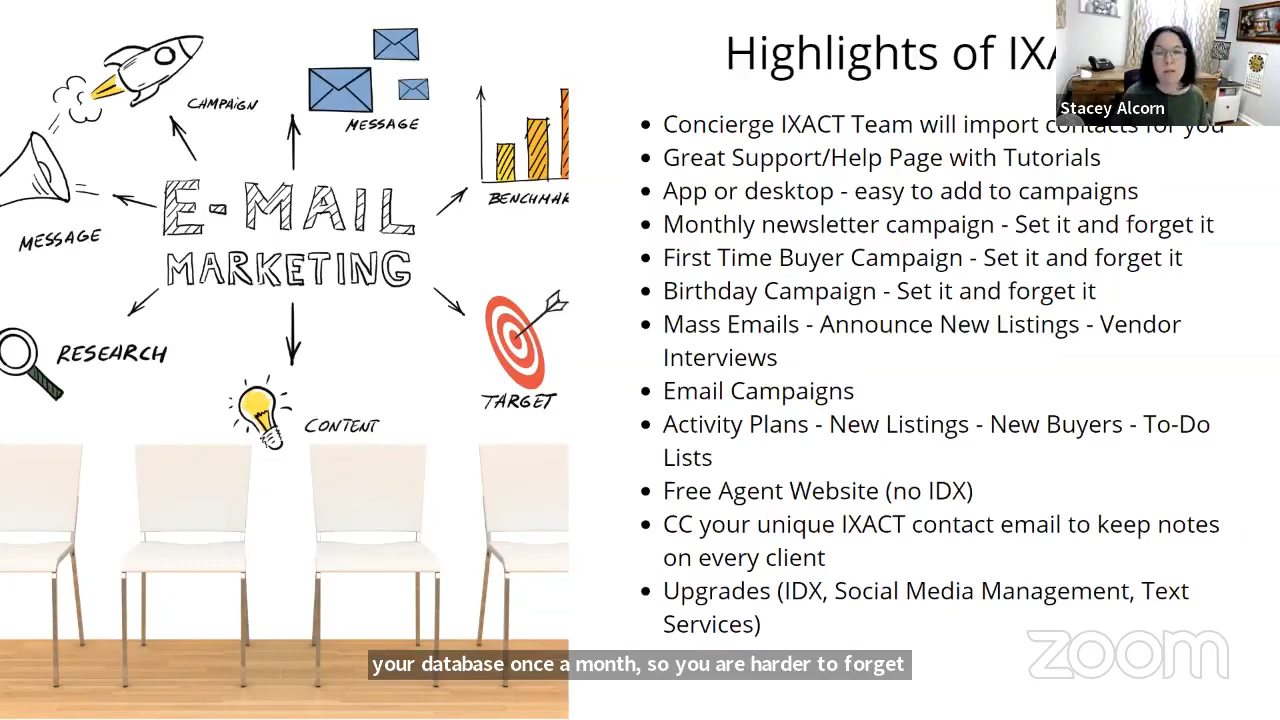 CAMPAIGN
MESSAGE
BENCHMAR
E-MAIL
MARKETING
MESSAGE
RESEARCH
TARGET
CONTENT
Highlights of IX
Stacey Alcorn
Concierge IXACT Team will import contacts for you
Great Support/Help Page with Tutorials
App or desktop - easy to add to campaigns
Monthly newsletter campaign - Set it and forget it
First Time Buyer Campaign - Set it and forget it
Birthday Campaign - Set it and forget it
Mass Emails - Announce New Listings - Vendor
Interviews
Email Campaigns
Activity Plans - New Listings - New Buyers - To-Do
Lists
Free Agent Website (no IDX)
CC your unique IXACT contact email to keep notes
on every client
Upgrades (IDX, Social Media Management, Text
Services)
your database once a month, so you are harder to forget
zoom